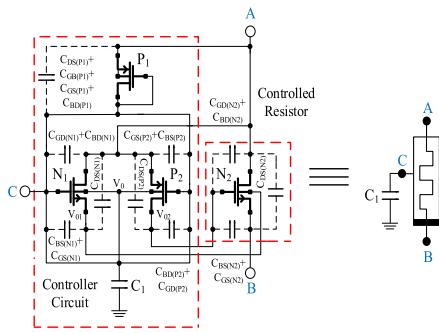 A
C_DS(P1)+
C_GB(P1)+
C_GS(P1)+
C_BD(P1)
P_1
C_GD(N2)+
C_BD(N2)
Controlled
Resistor
C_GD(N1)+C_BD(N1)
C_GS(P2)+C_BS(P2)
N_1
C_DS(N1)
C_DS(P2)
P_2
N_2
C_DS(N2)
C
V_0
V_01
V_02
C_BS(N1)+
C_GS(N1)
C_BD(P2)+
C_GD(P2)
C_BS(N2)+
C_GS(N2)
B
Controller
Circuit
C_1
A
C
C_1
B